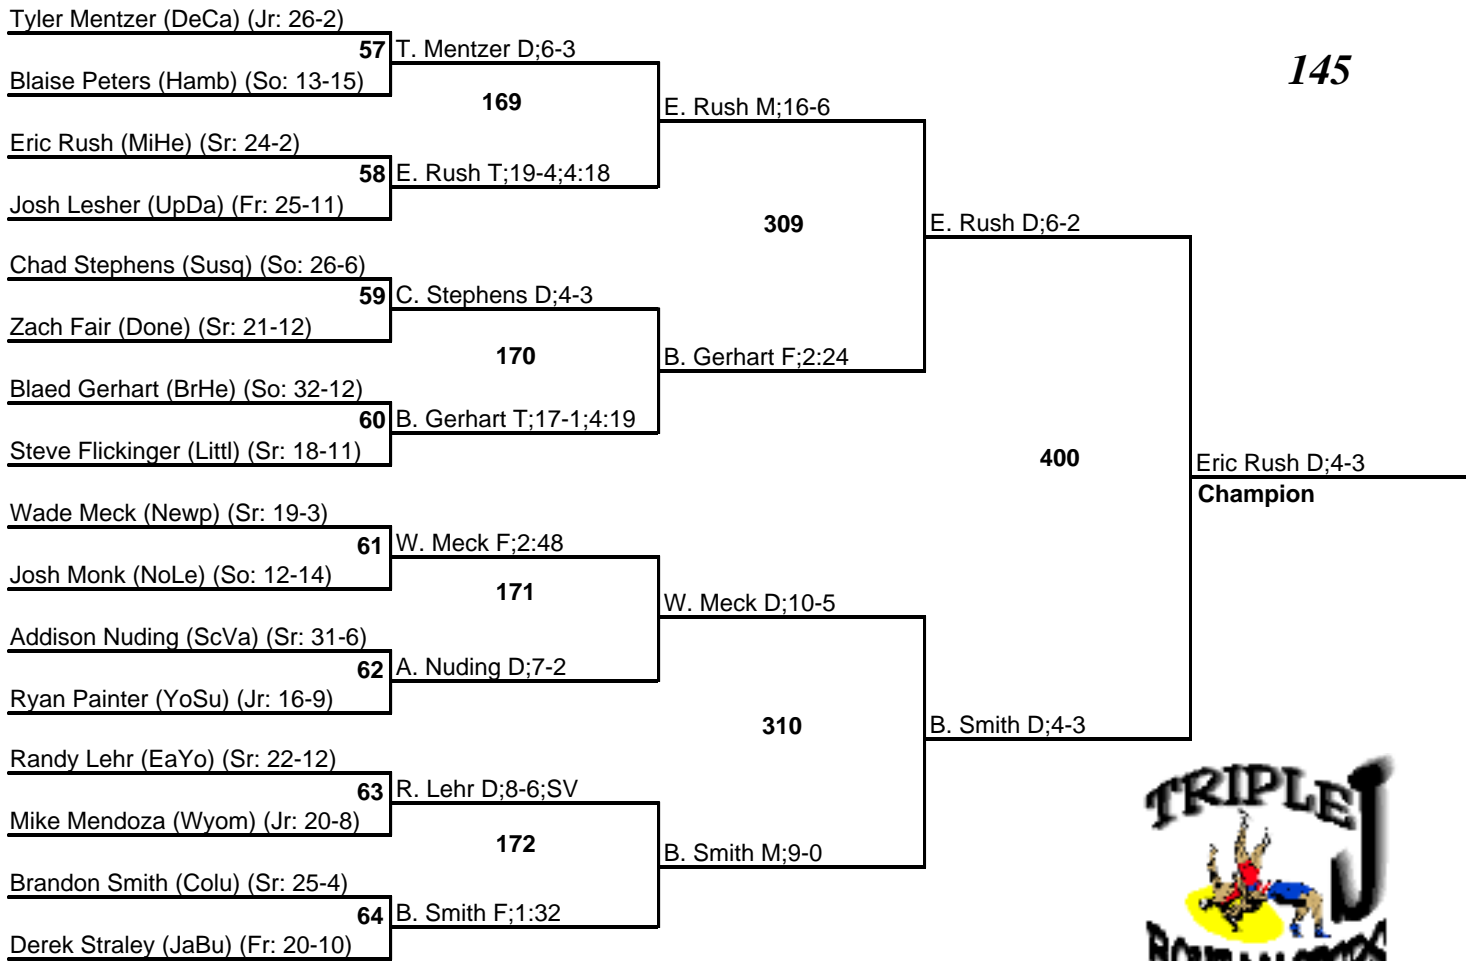 Tyler Mentzer (DeCa) (Jr: 26-2)
57 T. Mentzer D;6-3
Blaise Peters (Hamb) (So: 13-15)
145
169
E. Rush M;16-6
Eric Rush (MiHe) (Sr: 24-2)
58 E. Rush T;19-4;4:18
Josh Lesher (UpDa) (Fr: 25-11)
309
E. Rush D;6-2
Chad Stephens (Susq) (So: 26-6)
59 C. Stephens D;4-3
Zach Fair (Done) (Sr: 21-12)
170
B. Gerhart F;2:24
Blaed Gerhart (BrHe) (So: 32-12)
60 B. Gerhart T;17-1;4:19
Steve Flickinger (Littl) (Sr: 18-11)
400
Eric Rush D;4-3
Champion
Wade Meck (Newp) (Sr: 19-3)
61 W. Meck F;2:48
Josh Monk (NoLe) (So: 12-14)
171
W. Meck D;10-5
Addison Nuding (ScVa) (Sr: 31-6)
62 A. Nuding D;7-2
Ryan Painter (YoSu) (Jr: 16-9)
310
B. Smith D;4-3
Randy Lehr (EaYo) (Sr: 22-12)
63 R. Lehr D;8-6;SV
Mike Mendoza (Wyom) (Jr: 20-8)
172
B. Smith M;9-0
Brandon Smith (Colu) (Sr: 25-4)
64 B. Smith F;1:32
Derek Straley (JaBu) (Fr: 20-10)
TRIPLE J